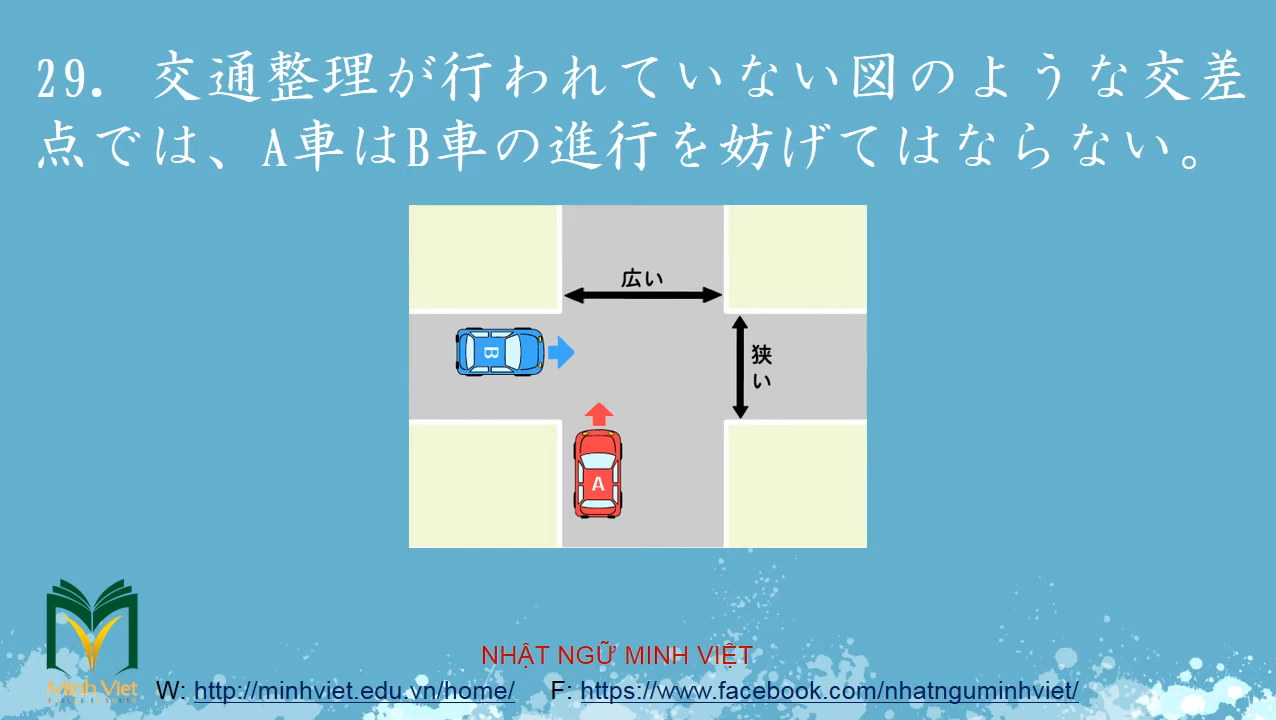 29. 交通整理が行われていない図のような交差
点では、A車はB車の進行を妨げてはならない。
広い
狭
い
B
A
Minh Viet
NHẬT NGỮ MINH VIỆT
W: http://minhviet.edu.vn/home/ F: https://www.facebook.com/nhatnguminhviet/